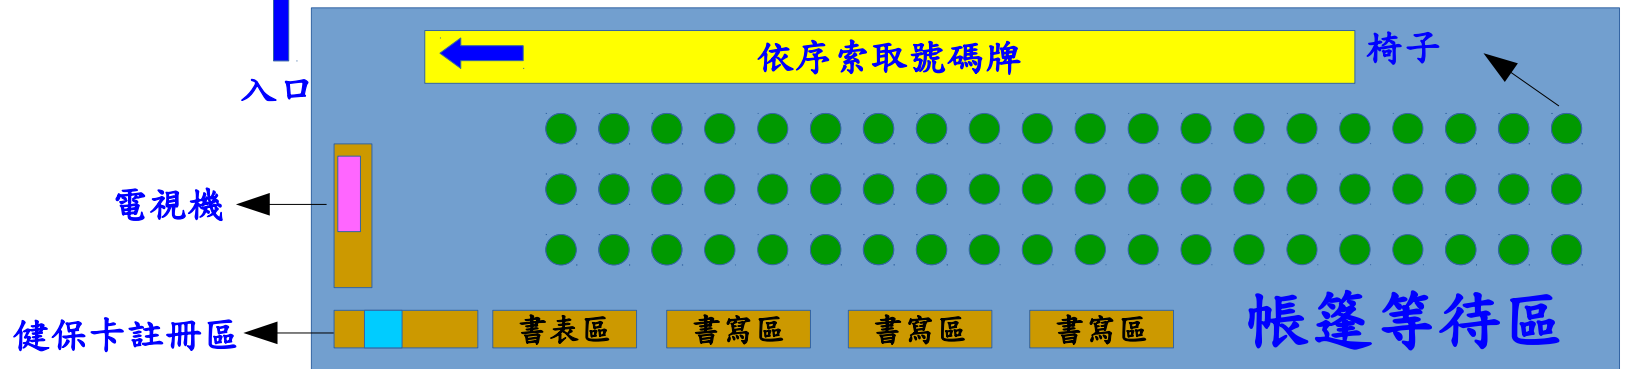 依序索取號碼牌
椅子
入口
電視機
健保卡註冊區
書表區
書寫區
書寫區
書寫區
帳篷等待區